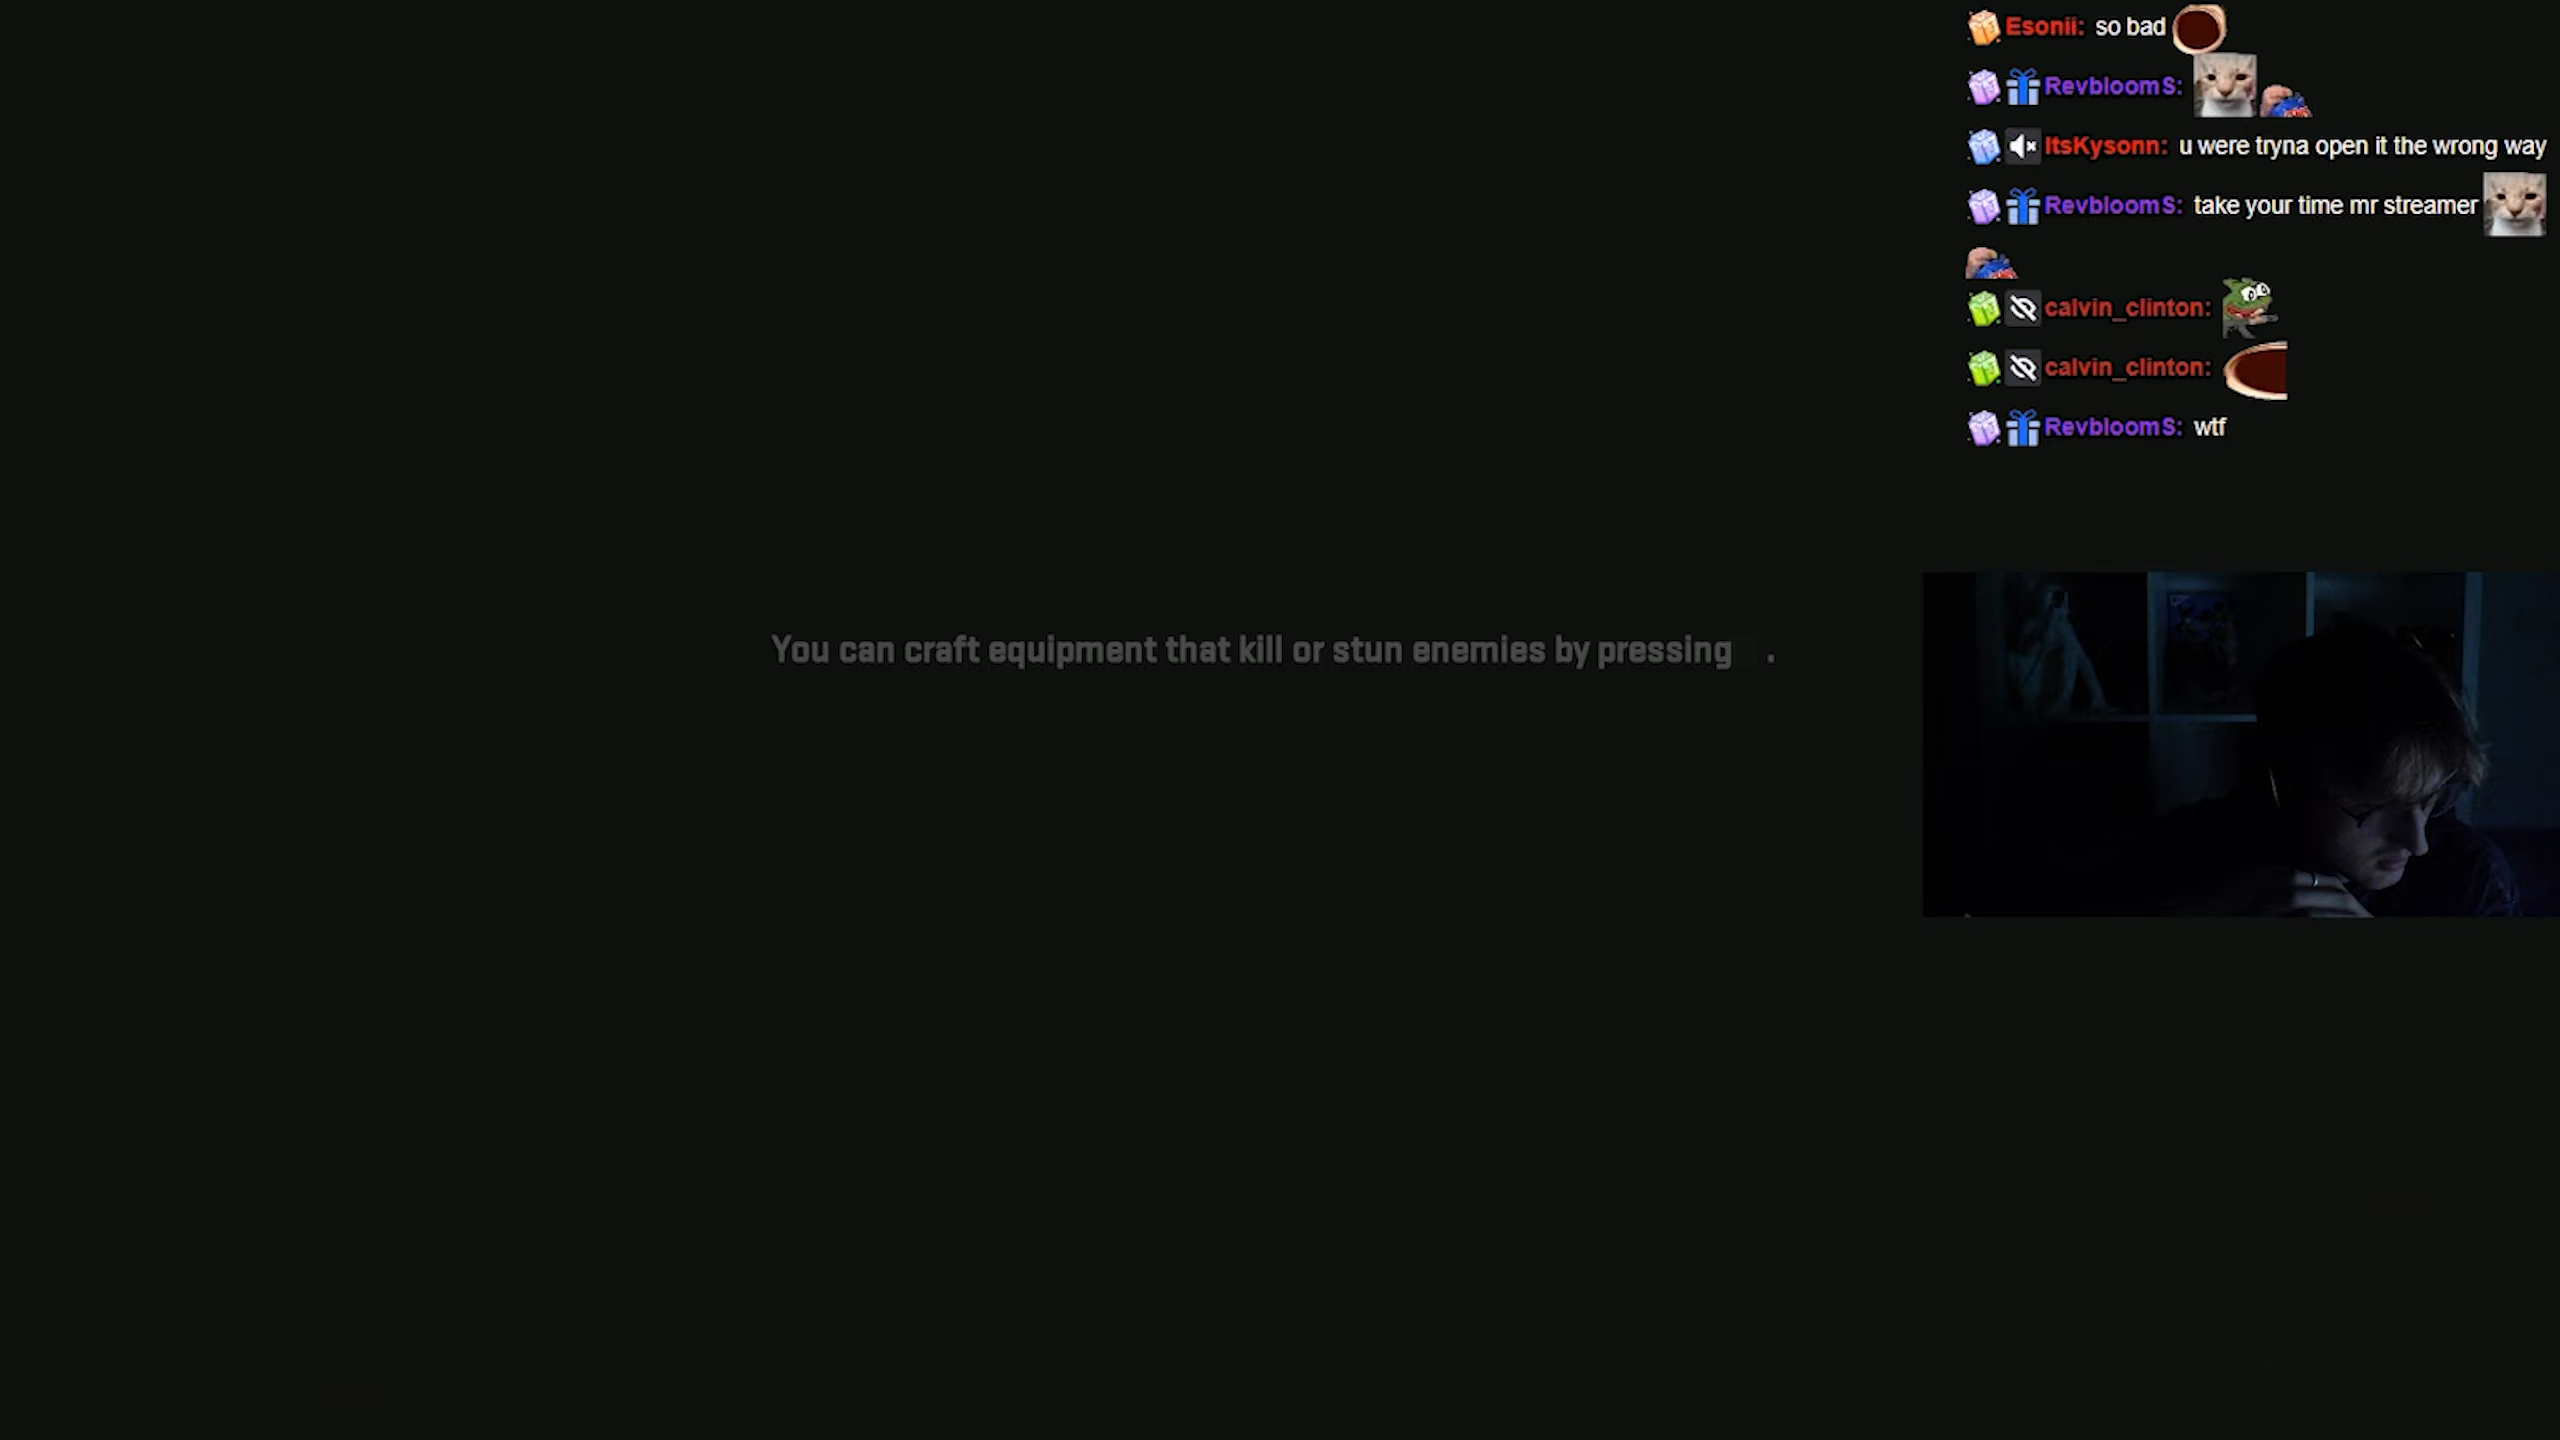 Esonii: so bad
RevbloomS:
ItsKysonn: u were tryna open it the wrong way
RevbloomS: take your time mr streamer
calvin_clinton:
calvin_clinton:
RevbloomS: wtf
You can craft equipment that kill or stun enemies by pressing .